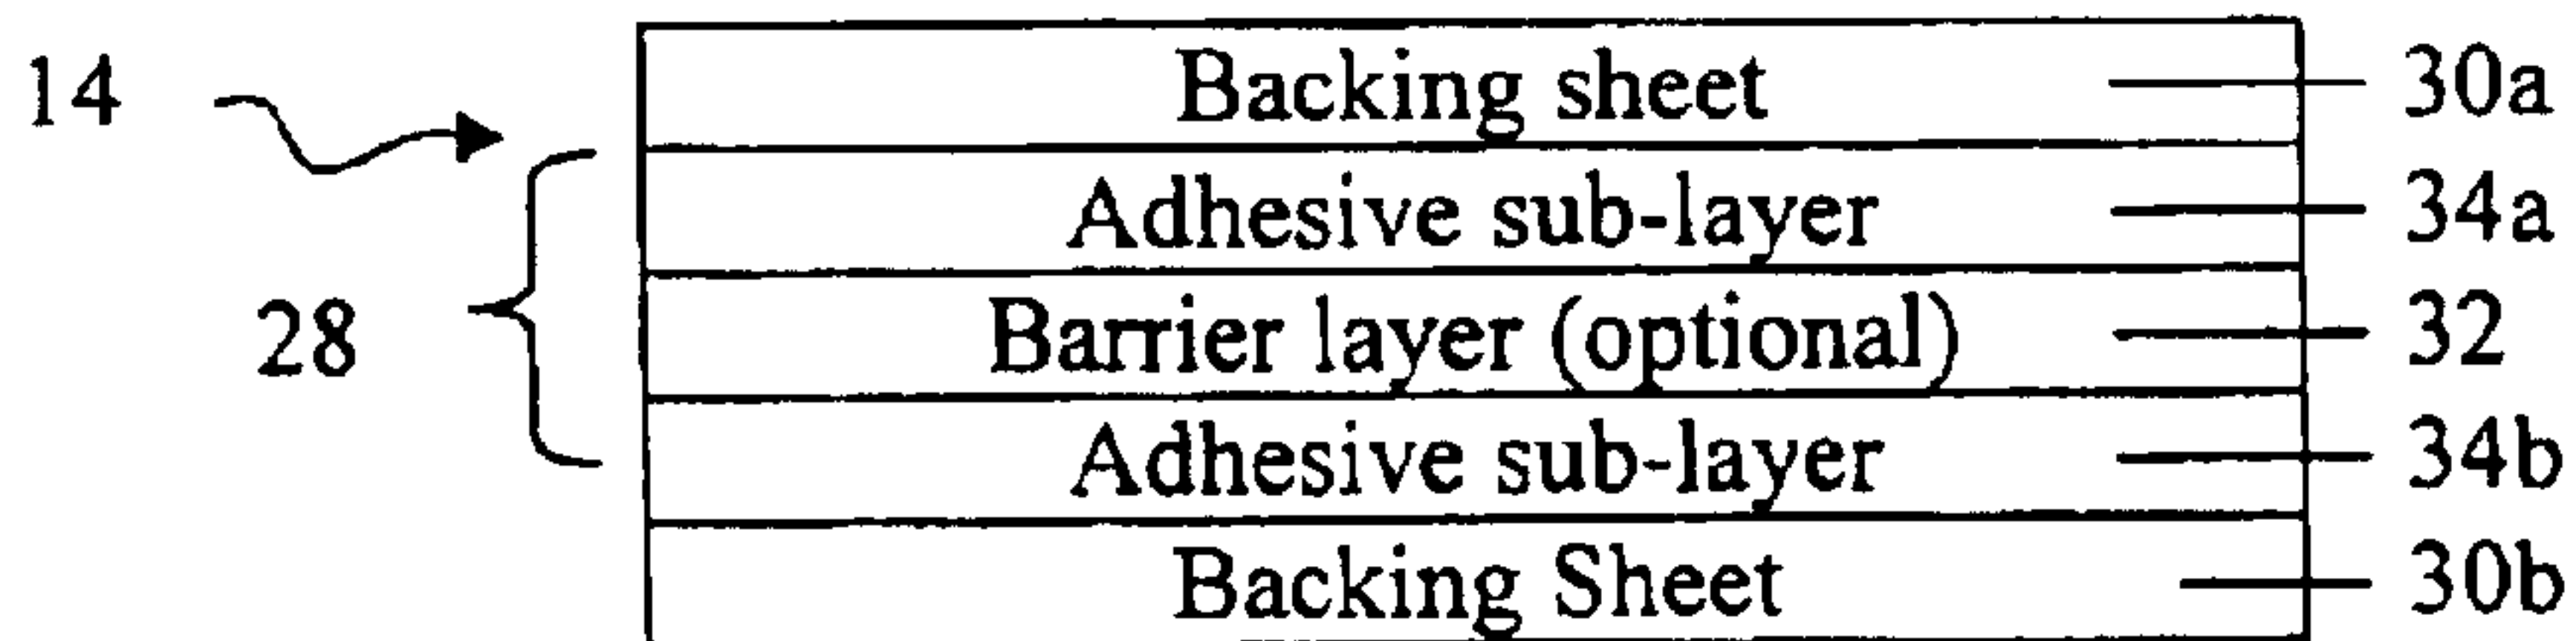 14 Backing sheet 30a
Adhesive sub-layer 34a
28 Barrier layer (optional) 32
Adhesive sub-layer 34b
Backing Sheet 30b